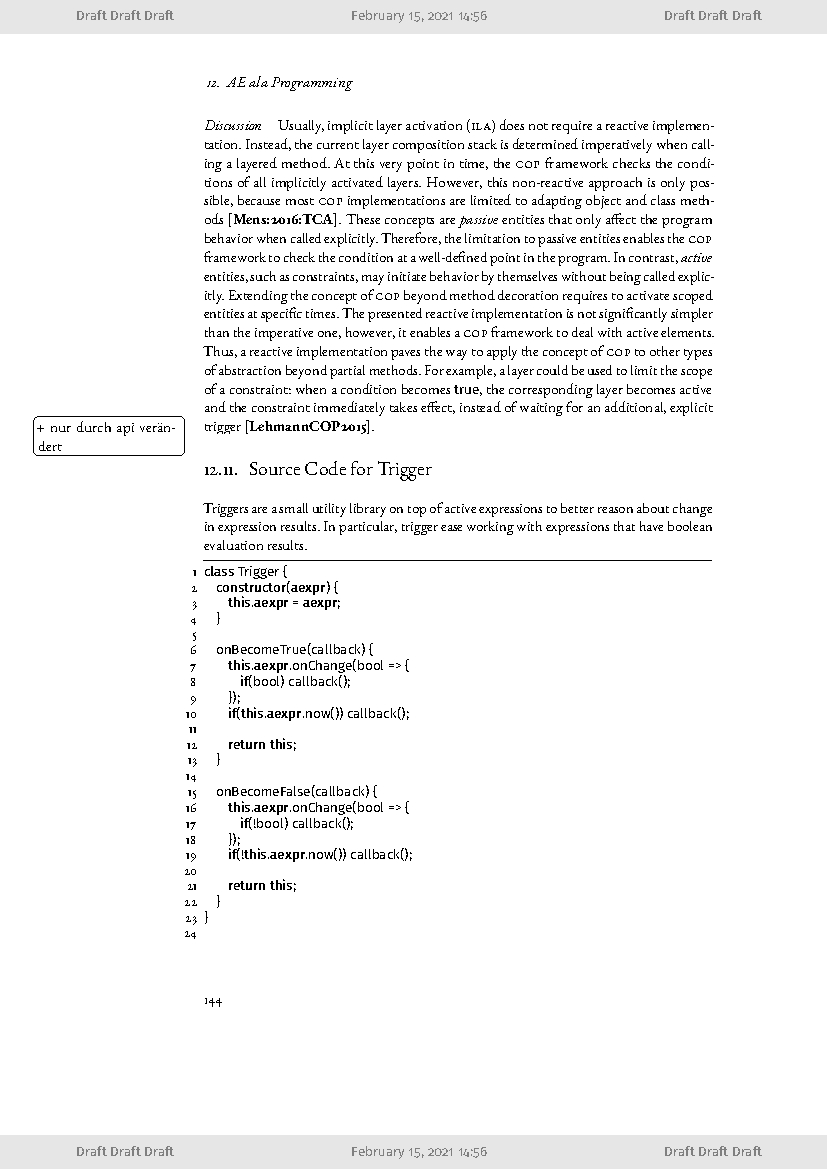 Draft Draft Draft February 15, 2021 14:56 Draft Draft Draft
12. AE ala Programming
Discussion Usually, implicit layer activation (ILA) does not require a reactive implemen-
tation. Instead, the current layer composition stack is determined imperatively when call-
ing a layered method. At this very point in time, the COP framework checks the condi-
tions of all implicitly activated layers. However, this non-reactive approach is only pos-
sible, because most COP implementations are limited to adapting object and class meth-
ods [Mens:2016:TCA]. These concepts are passive entities that only affect the program
behavior when called explicitly. Therefore, the limitation to passive entities enables the COP
framework to check the condition at a well-defined point in the program. In contrast, active
entities, such as constraints, may initiate behavior by themselves without being called explic-
itly. Extending the concept of COP beyond method decoration requires to activate scoped
entities at specific times. The presented reactive implementation is not significantly simpler
than the imperative one, however, it enables a COP framework to deal with active elements.
Thus, a reactive implementation paves the way to apply the concept of COP to other types
of abstraction beyond partial methods. For example, a layer could be used to limit the scope
of a constraint: when a condition becomes true, the corresponding layer becomes active
and the constraint immediately takes effect, instead of waiting for an additional, explicit
trigger [LehmannCOP2015].
+ nur durch api verän-
dert
12.11. Source Code for Trigger
Triggers are a small utility library on top of active expressions to better reason about change
in expression results. In particular, trigger ease working with expressions that have boolean
evaluation results.
1 class Trigger {
2 constructor(aexpr) {
3 this.aexpr = aexpr;
4 }
5
6 onBecomeTrue(callback) {
7 this.aexpr.onChange(bool => {
8 if(bool) callback();
9 });
10 if(this.aexpr.now()) callback();
11
12 return this;
13 }
14
15 onBecomeFalse(callback) {
16 this.aexpr.onChange(bool => {
17 if(!bool) callback();
18 });
19 if(!this.aexpr.now()) callback();
20
21 return this;
22 }
23 }
24
144
Draft Draft Draft February 15, 2021 14:56 Draft Draft Draft